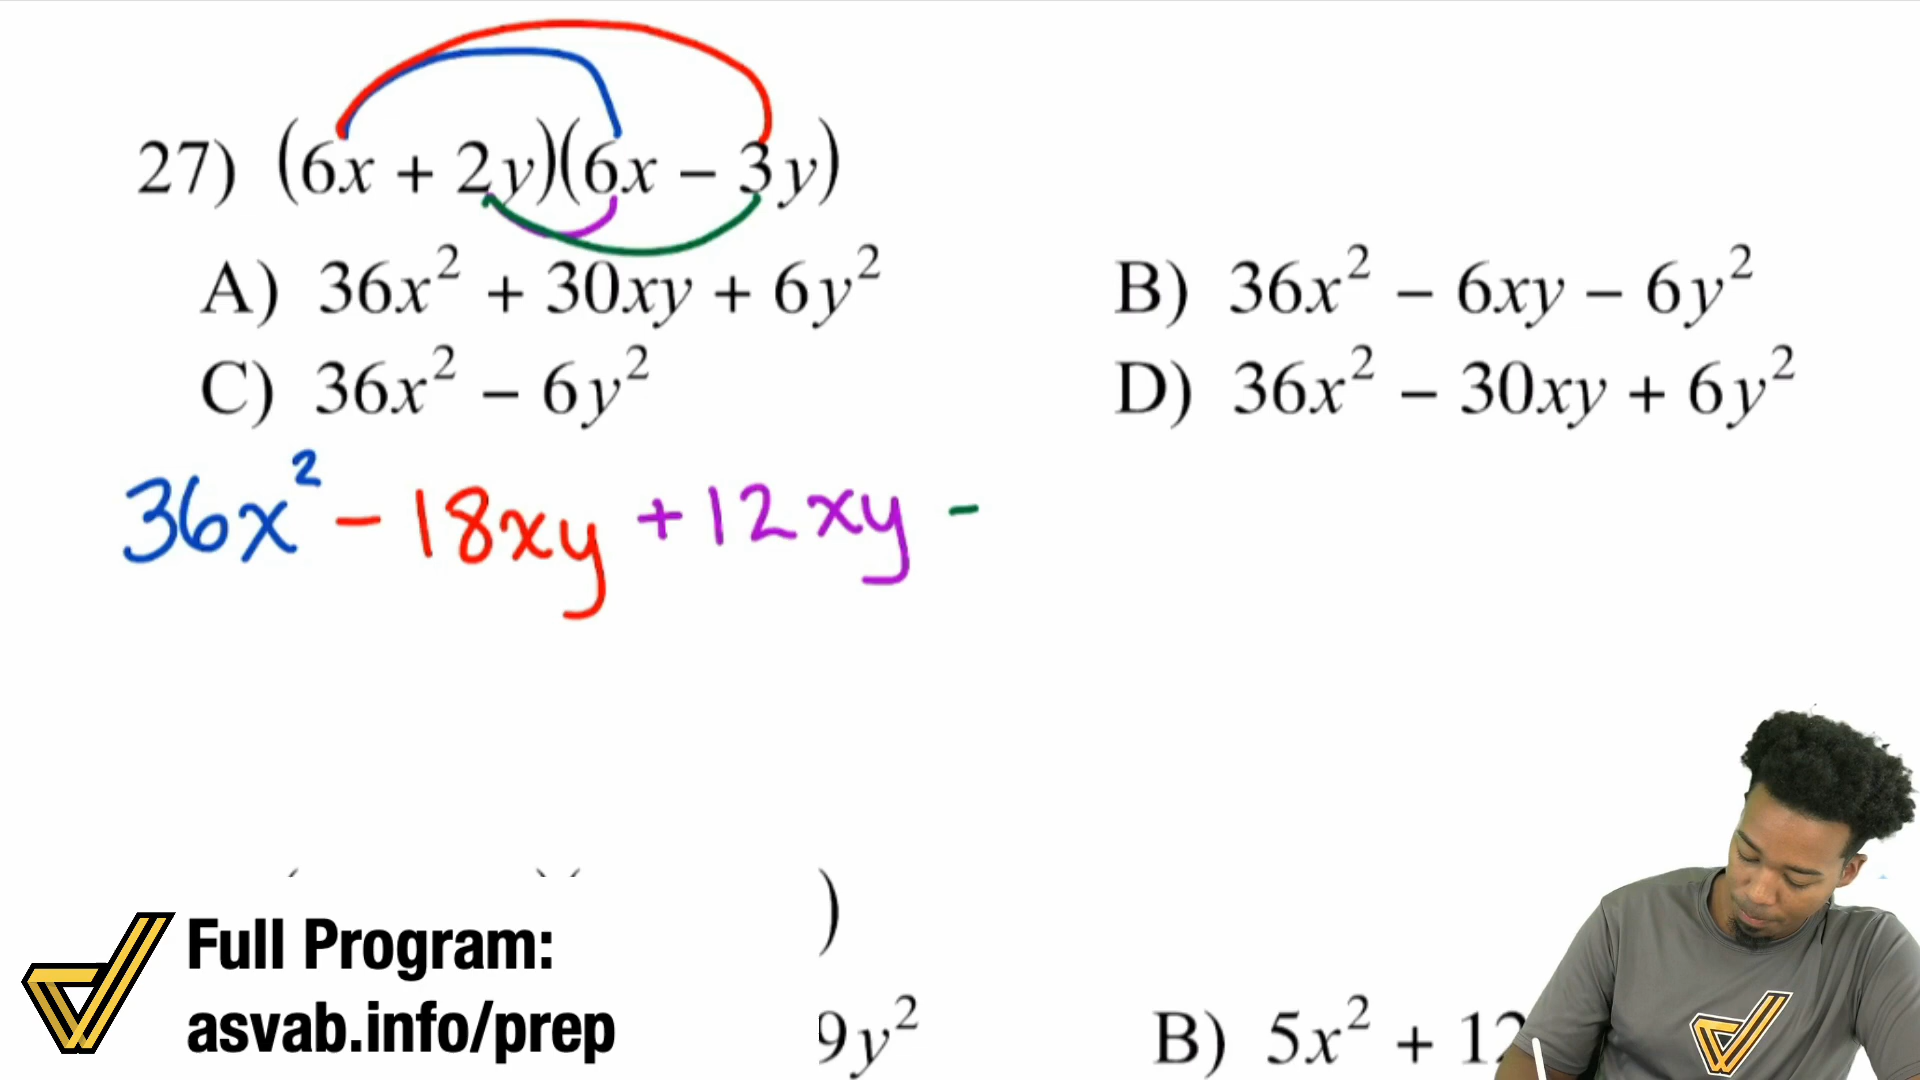 27) (6x + 2y)(6x − 3y)
A) 36x² + 30xy + 6y²
B) 36x² − 6xy − 6y²
C) 36x² − 6y²
D) 36x² − 30xy + 6y²
36x² − 18xy + 12xy −
)
Full Program:
asvab.info/prep
9y²
B) 5x² + 12